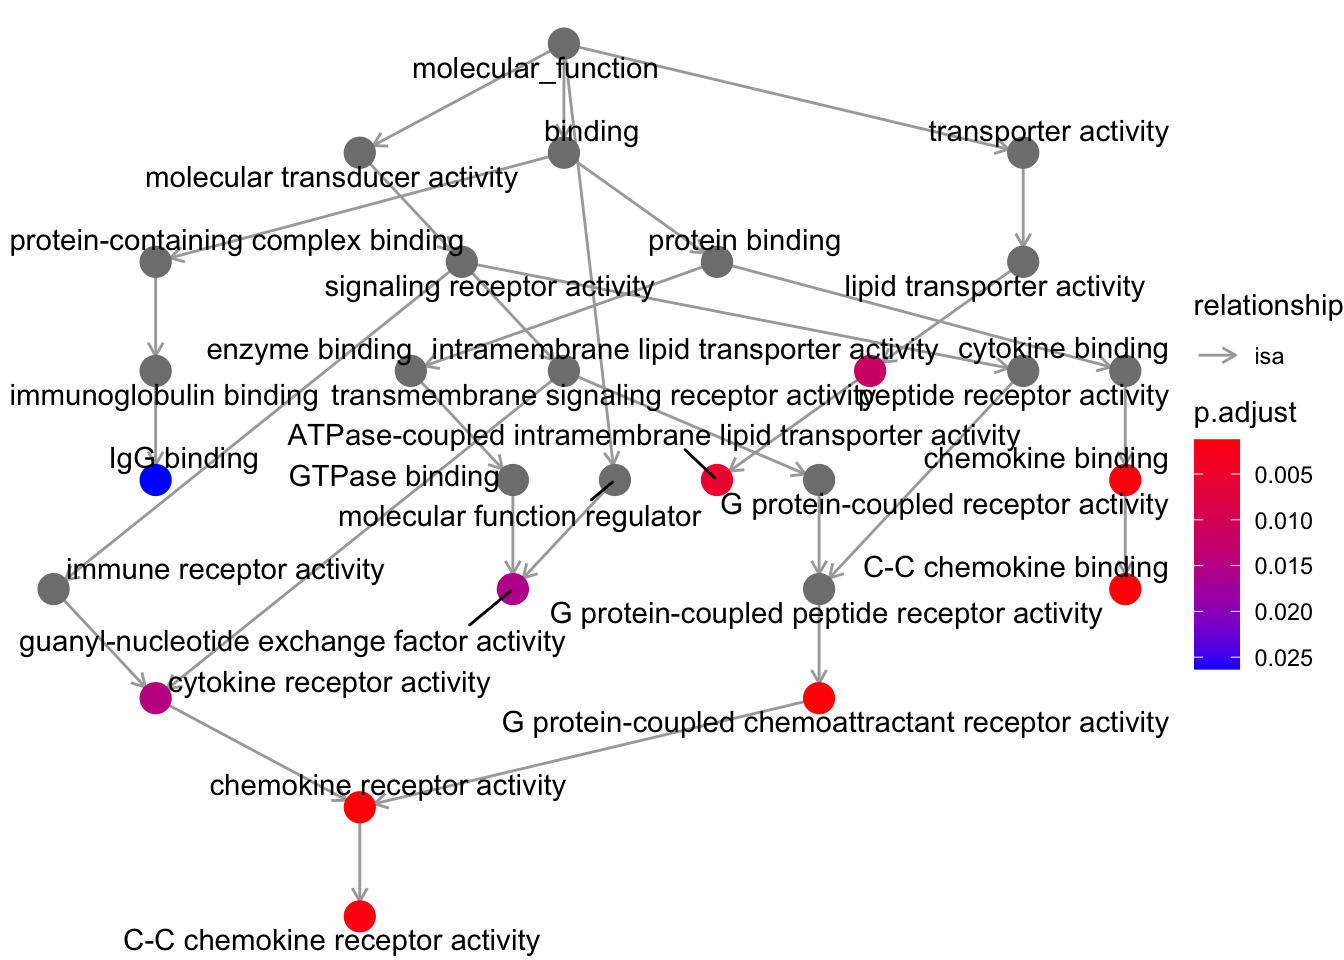 molecular_function
binding
transporter activity
molecular transducer activity
protein-containing complex binding
protein binding
signaling receptor activity
lipid transporter activity
relationship
isa
enzyme binding
intramembrane lipid transporter activity
cytokine binding
immunoglobulin binding
transmembrane signaling receptor activity
peptide receptor activity
p.adjust
ATPase-coupled intramembrane lipid transporter activity
IgG binding
chemokine binding
GTPase binding
0.005
G protein-coupled receptor activity
molecular function regulator
0.010
immune receptor activity
C-C chemokine binding
0.015
G protein-coupled peptide receptor activity
0.020
guanyl-nucleotide exchange factor activity
0.025
cytokine receptor activity
G protein-coupled chemoattractant receptor activity
chemokine receptor activity
C-C chemokine receptor activity